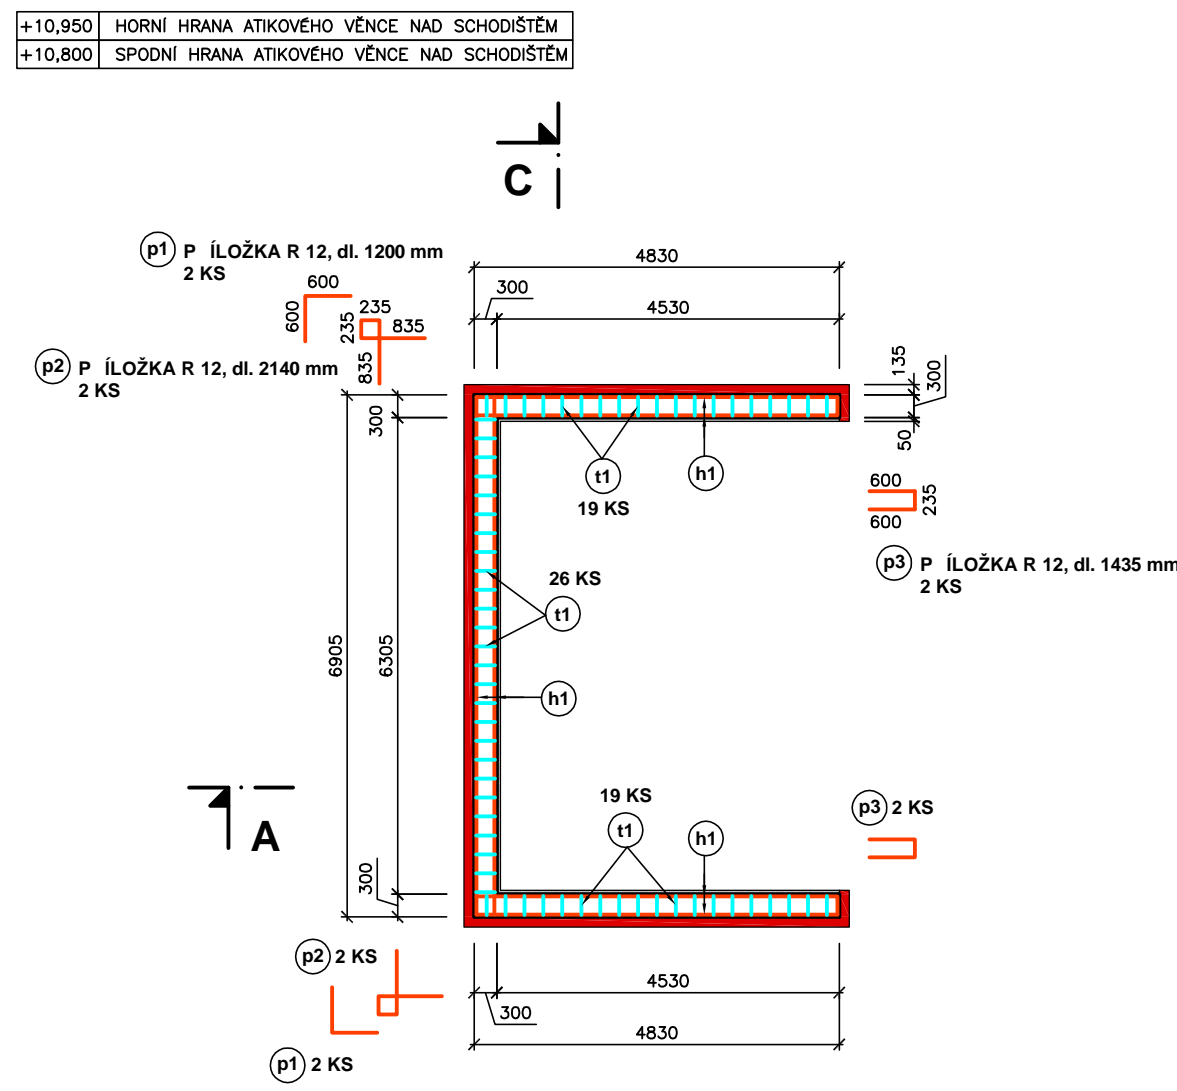 +10,950 HORNÍ HRANA ATIKOVÉHO VĚNCE NAD SCHODIŠTĚM
+10,800 SPODNÍ HRANA ATIKOVÉHO VĚNCE NAD SCHODIŠTĚM
C
p1 P ÍLOŽKA R 12, dl. 1200 mm
2 KS
600
600
235
235
835
835
p2 P ÍLOŽKA R 12, dl. 2140 mm
2 KS
4830
300
4530
135
300
50
300
6905
6305
300
t1
19 KS
h1
600
235
600
p3 P ÍLOŽKA R 12, dl. 1435 mm
2 KS
26 KS
t1
h1
A
19 KS
t1
h1
p3 2 KS
p2 2 KS
p1 2 KS
4530
300
4830